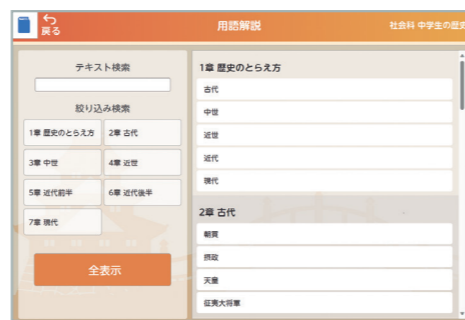 戻る
用語解説
社会科 中学生の歴史
テキスト検索
絞り込み検索
1章 歴史のとらえ方
2章 古代
3章 中世
4章 近世
5章 近代前半
6章 近代後半
7章 現代
全表示
1章 歴史のとらえ方
古代
中世
近世
近代
現代
2章 古代
朝貢
摂政
天皇
征夷大将軍